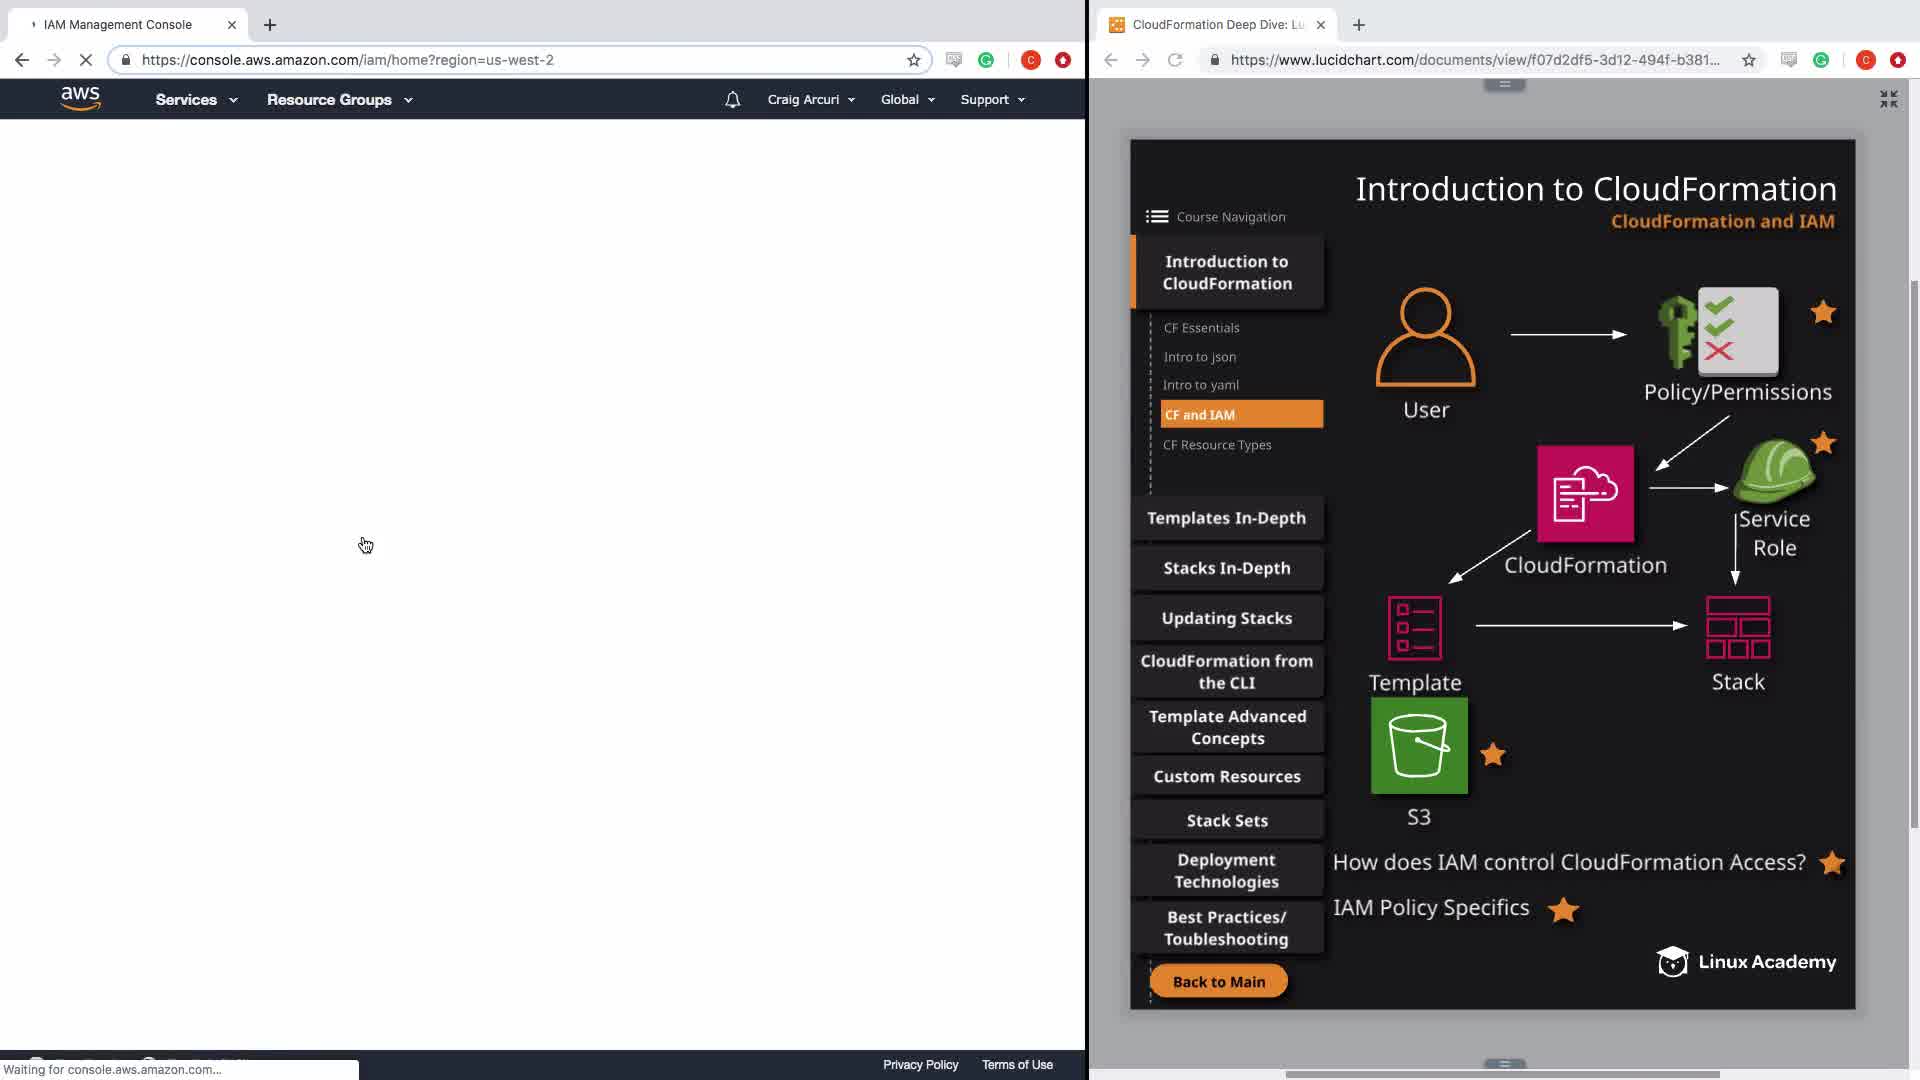 IAM Management Console
https://console.aws.amazon.com/iam/home?region=us-west-2
C
aws
Services
Resource Groups
Craig Arcuri
Global
Support
Waiting for console.aws.amazon.com...
Privacy Policy
Terms of Use
CloudFormation Deep Dive: Lu
https://www.lucidchart.com/documents/view/f07d2df5-3d12-494f-b381...
C
Introduction to CloudFormation
CloudFormation and IAM
Course Navigation
Introduction to
CloudFormation
CF Essentials
Intro to json
Intro to yaml
CF and IAM
CF Resource Types
Templates In-Depth
Stacks In-Depth
Updating Stacks
CloudFormation from
the CLI
Template Advanced
Concepts
Custom Resources
Stack Sets
Deployment
Technologies
Best Practices/
Toubleshooting
Back to Main
User
Policy/Permissions
CloudFormation
Service
Role
Template
Stack
S3
How does IAM control CloudFormation Access?
IAM Policy Specifics
Linux Academy